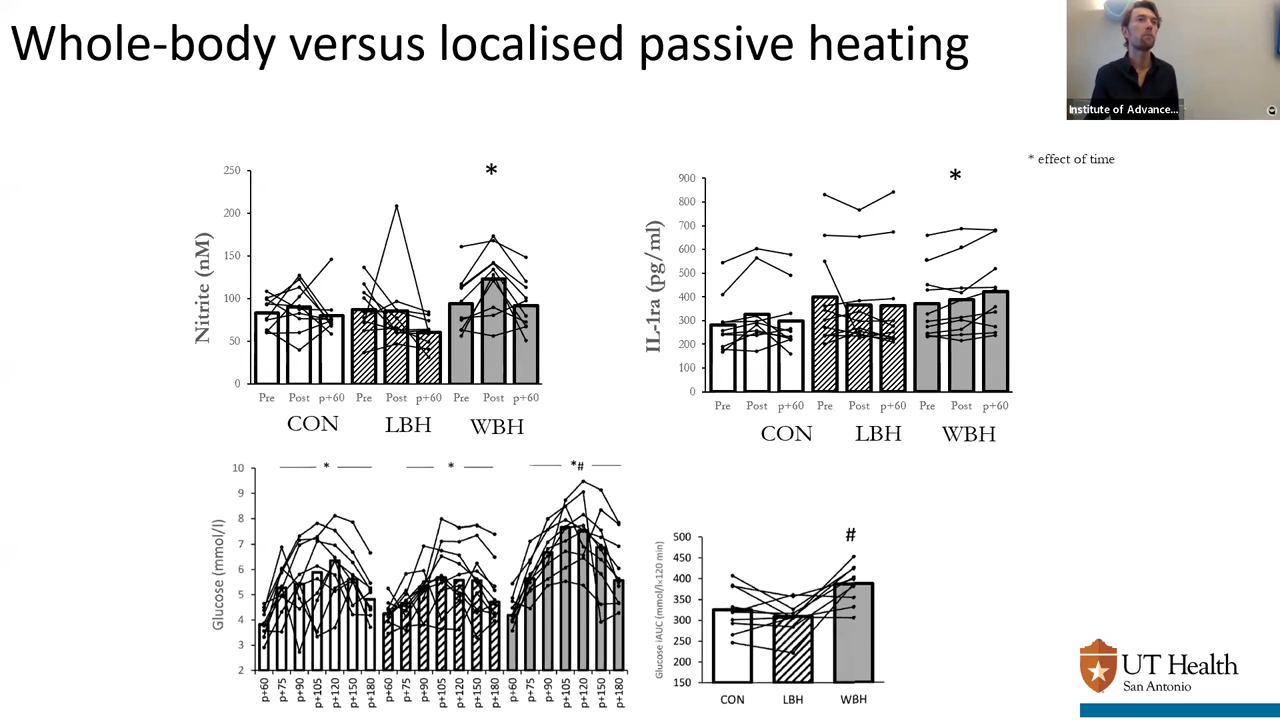 Whole-body versus localised passive heating
Institute of Advance...
* effect of time
250
200
150
100
50
0
Nitrite (nM)
*
Pre Post p+60 Pre Post p+60 Pre Post p+60
CON LBH WBH
900
800
700
600
500
400
300
200
100
0
IL-1ra (pg/ml)
*
Pre Post p+60 Pre Post p+60 Pre Post p+60
CON LBH WBH
10
9
8
7
6
5
4
3
2
Glucose (mmol/l)
* * *#
p+60 p+75 p+90 p+105 p+120 p+150 p+180 p+60 p+75 p+90 p+105 p+120 p+150 p+180 p+60 p+75 p+90 p+105 p+120 p+150 p+180
500
450
400
350
300
250
200
150
Glucose iAUC (mmol/l×120 min)
#
CON LBH WBH
UT Health
San Antonio